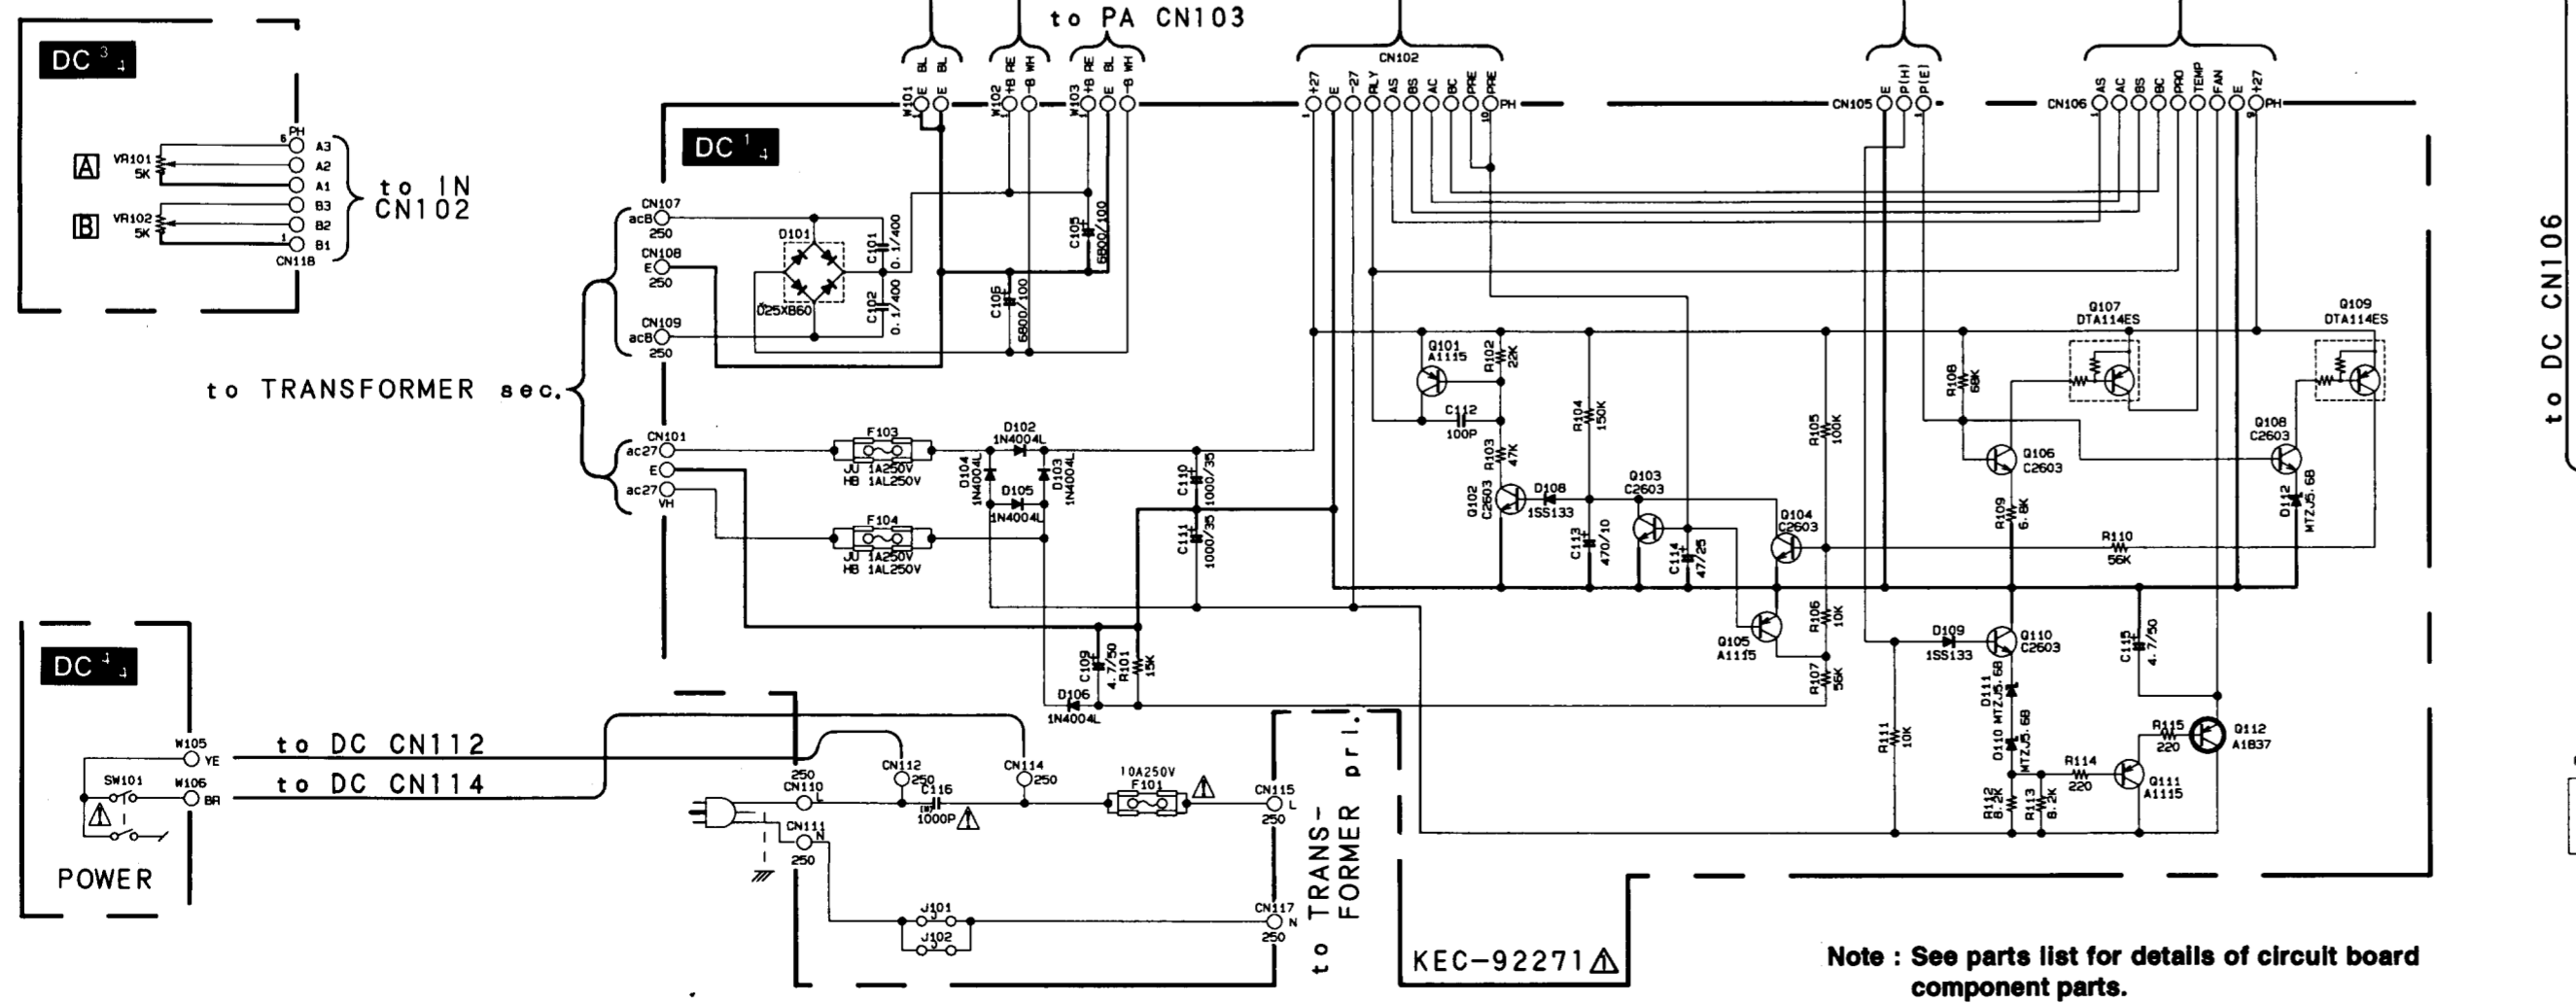 to PA CN103
DC 3 4
A
VR101
5K
B
VR102
5K
PH
6
A3
A2
A1
B3
B2
1 B1
CN118
to IN
CN102
DC 1 4
W101
1
E BL
E BL
W102
1
+B RE
-B WH
W103
1
+B RE
E BL
-B WH
CN102
+27
E
-27
RLY
AS
BS
AC
BC
PRE
PRE
1
10
PH
CN105
E
P(H)
P(E)
1
CN106
AS
AC
BS
BC
PRO
TEMP
FAN
E
+27
1
9
PH
to DC CN106
CN107
acB
250
CN108
E
250
CN109
acB
250
to TRANSFORMER sec.
CN101
ac27
E
ac27
VH
D101
D25XB60
C101
0.1/400
C102
0.1/400
C105
6800/100
C106
6800/100
F103
JU 1A250V
HB 1AL250V
F104
JU 1A250V
HB 1AL250V
D102
1N4004L
D104
1N4004L
D103
1N4004L
D105
1N4004L
C110
1000/35
C111
1000/35
C109
4.7/50
R101
15K
D106
1N4004L
Q101
A1115
R102
22K
C112
100P
R103
47K
Q102
C2603
D108
1SS133
R104
150K
C113
470/10
Q103
C2603
C114
47/25
Q104
C2603
R105
100K
R106
10K
Q105
A1115
R107
56K
R108
68K
Q107
DTA114ES
Q109
DTA114ES
Q106
C2603
R109
6.8K
Q108
C2603
D112
MTZJ5.6B
R110
56K
D109
1SS133
Q110
C2603
D111
MTZJ5.6B
D110
MTZJ5.6B
R111
10K
R112
8.2K
R113
8.2K
R114
220
Q111
A1115
R115
220
Q112
A1837
C115
4.7/50
DC 4 4
W105
YE
W106
BR
SW101
POWER
to DC CN112
to DC CN114
250
CN110
L
CN112
250
C116
1000P
CN114
250
10A250V
F101
CN115
L
250
CN111
N
250
J101
J102
CN117
N
250
to TRANS-
FORMER pri.
KEC-92271
Note : See parts list for details of circuit board
component parts.